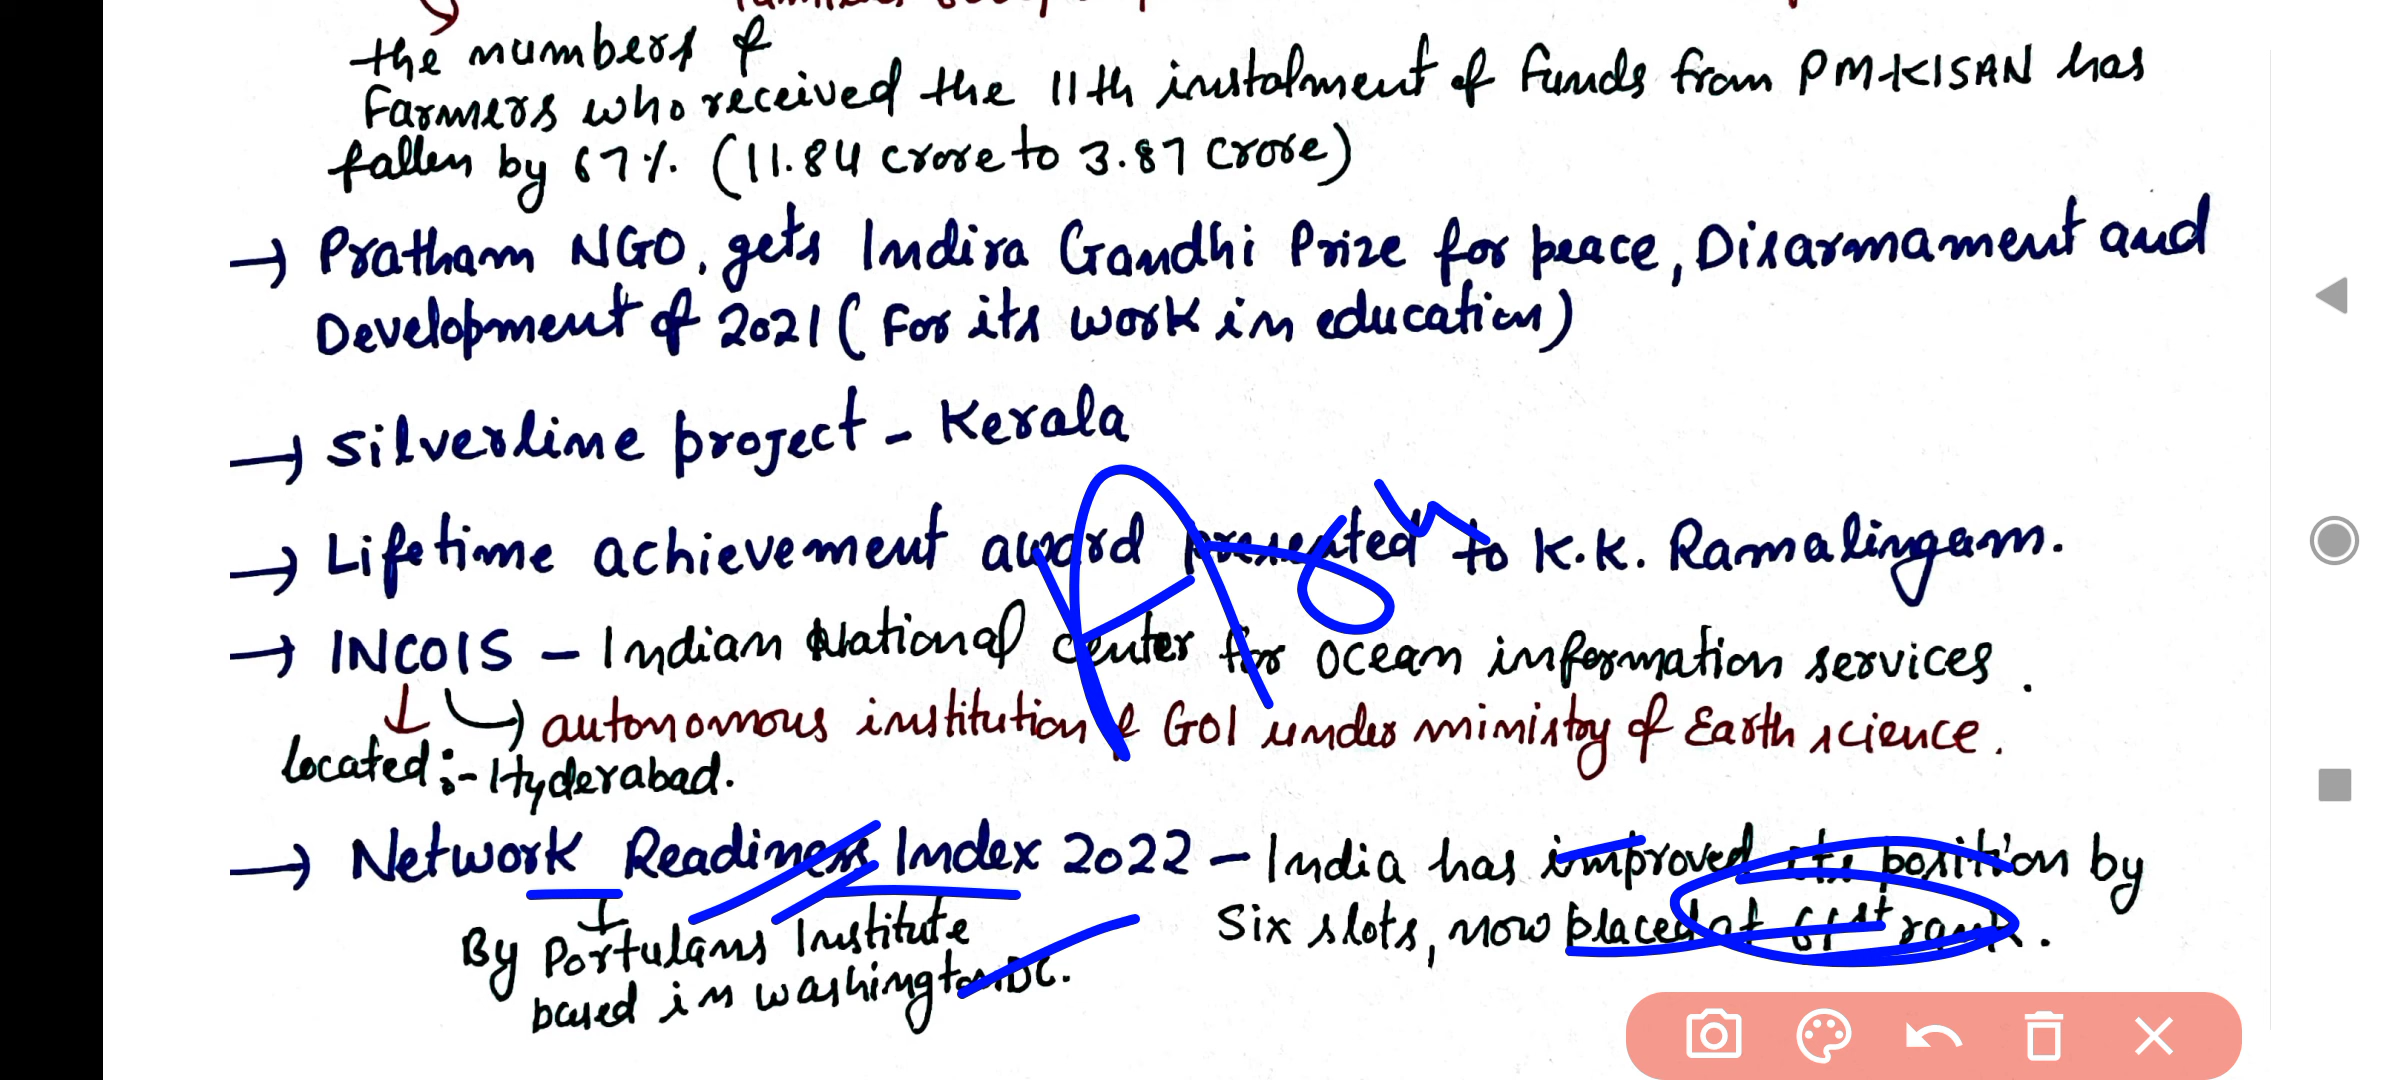 the numbers of
Farmers who received the 11th instalment of funds from PM-KISAN has
fallen by 67%. (11.84 crore to 3.87 crore)
→ Pratham NGO, gets Indira Gandhi Prize for peace, Disarmament and
Development of 2021 (For its work in education)
→ Silverline project - Kerala
→ Lifetime achievement award presented to K.K. Ramalingam.
→ INCOIS - Indian National Center for Ocean information services.
↓ → autonomous institution of GOI under ministry of Earth science.
Located:- Hyderabad.
→ Network Readiness Index 2022 - India has improved its position by
six slots, now placed at 61st rank.
↓
By Portulans Institute
based in Washington DC.